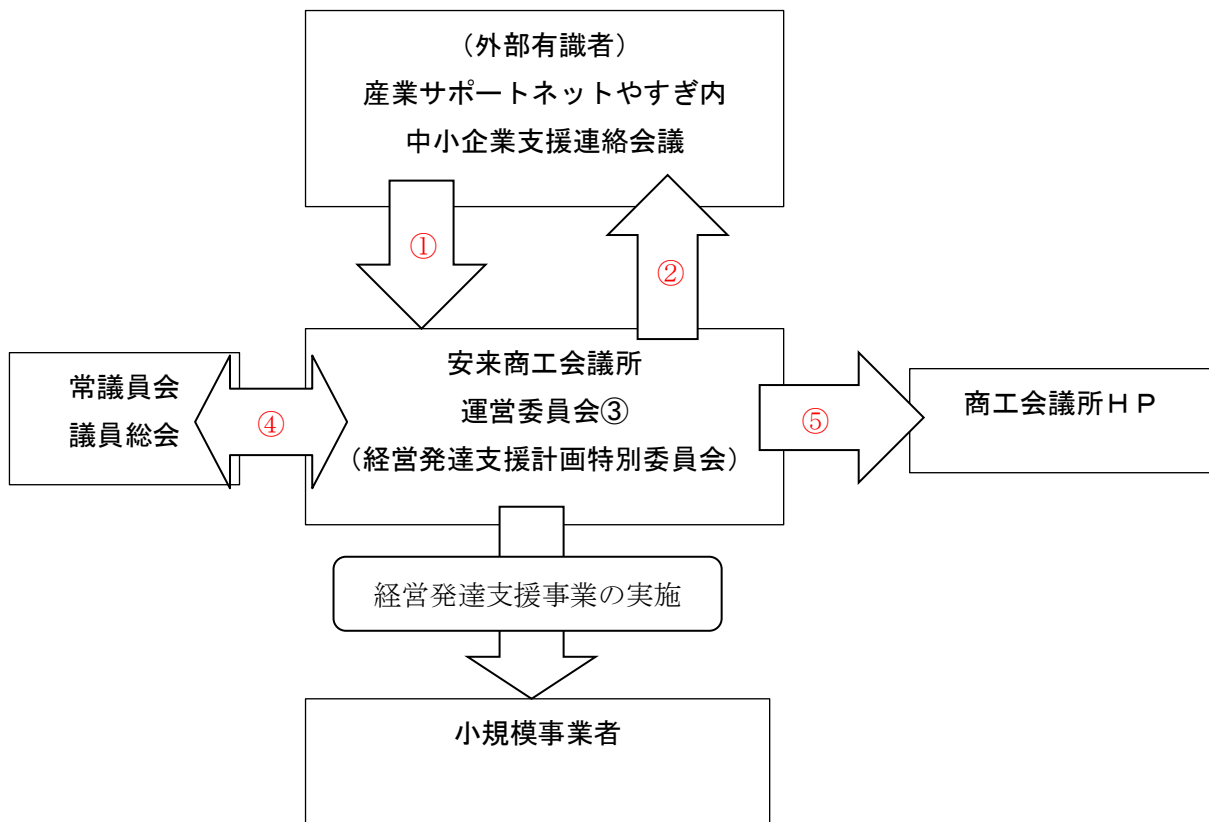 (外部有識者)
産業サポートネットやすぎ内
中小企業支援連絡会議
①
②
常議員会
議員総会
④
安来商工会議所
運営委員会③
(経営発達支援計画特別委員会)
⑤
商工会議所HP
経営発達支援事業の実施
小規模事業者